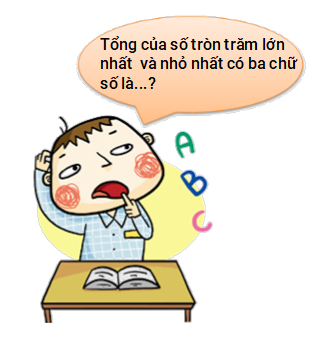 Tổng của số tròn trăm lớn
nhất và nhỏ nhất có ba chữ
số là...?
A
B
C